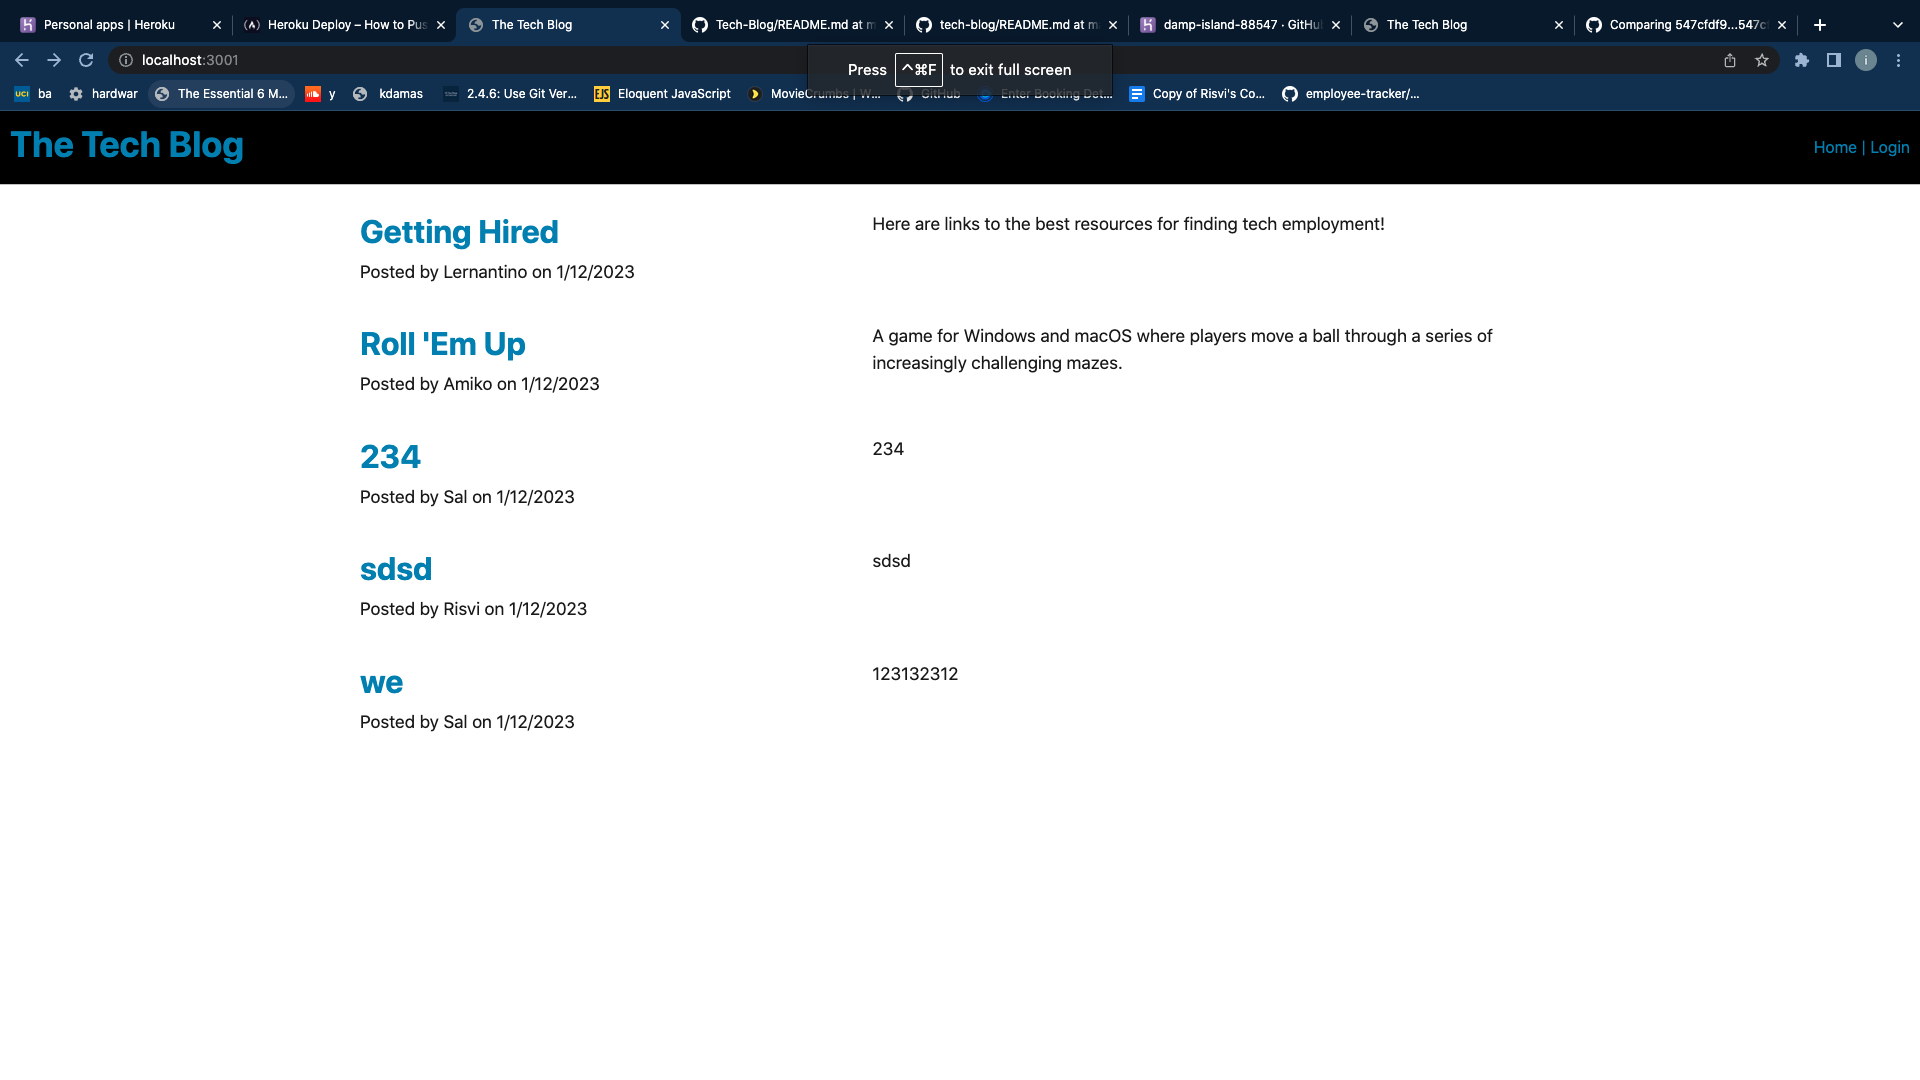 Personal apps | Heroku
Heroku Deploy – How to Pus
The Tech Blog
Tech-Blog/README.md at m
tech-blog/README.md at m
damp-island-88547 · GitHu
The Tech Blog
Comparing 547cfdf9...547c
localhost:3001
Press ^⌘F to exit full screen
UCI ba
hardwar
The Essential 6 M...
y
kdamas
2.4.6: Use Git Ver...
EJS Eloquent JavaScript
MovieCrumbs | W...
GitHub
Enter Booking Det...
Copy of Risvi's Co...
employee-tracker/...
The Tech Blog
Home | Login
Getting Hired
Posted by Lernantino on 1/12/2023
Here are links to the best resources for finding tech employment!
Roll 'Em Up
Posted by Amiko on 1/12/2023
A game for Windows and macOS where players move a ball through a series of
increasingly challenging mazes.
234
Posted by Sal on 1/12/2023
234
sdsd
Posted by Risvi on 1/12/2023
sdsd
we
Posted by Sal on 1/12/2023
123132312